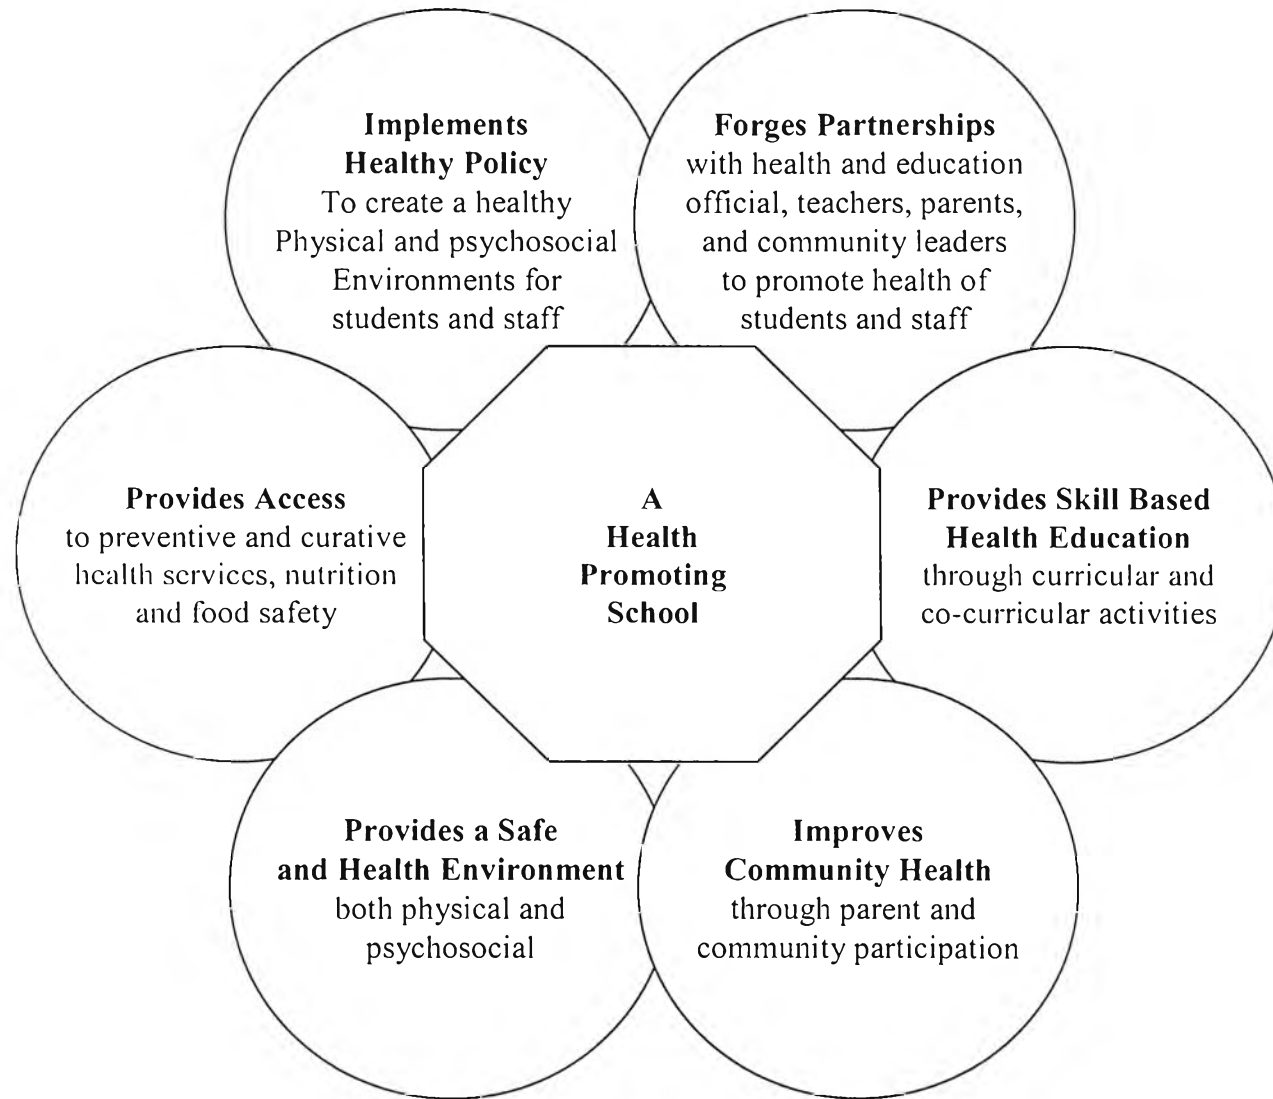 Implements
Healthy Policy
To create a healthy
Physical and psychosocial
Environments for
students and staff
Forges Partnerships
with health and education
official, teachers, parents,
and community leaders
to promote health of
students and staff
Provides Access
to preventive and curative
health services, nutrition
and food safety
A
Health
Promoting
School
Provides Skill Based
Health Education
through curricular and
co-curricular activities
Provides a Safe
and Health Environment
both physical and
psychosocial
Improves
Community Health
through parent and
community participation